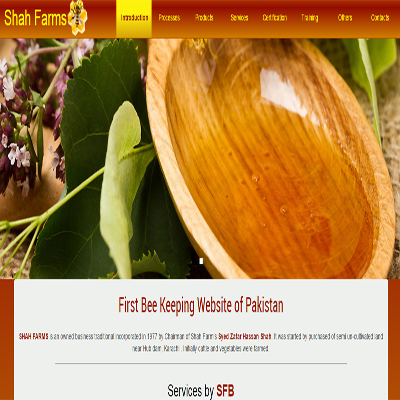 Shah Farms
Introduction Processes Products Services Certification Training Others Contacts
First Bee Keeping Website of Pakistan
SHAH FARMS is an owned business traditional incorporated in 1977 by Chairman of Shah Farm's Syed Zafar Hassan Shah. It was started by purchased of semi un-cultivated land
near Hub dam, Karachi. Initially cattle and vegetables were farmed.
Services by SFB